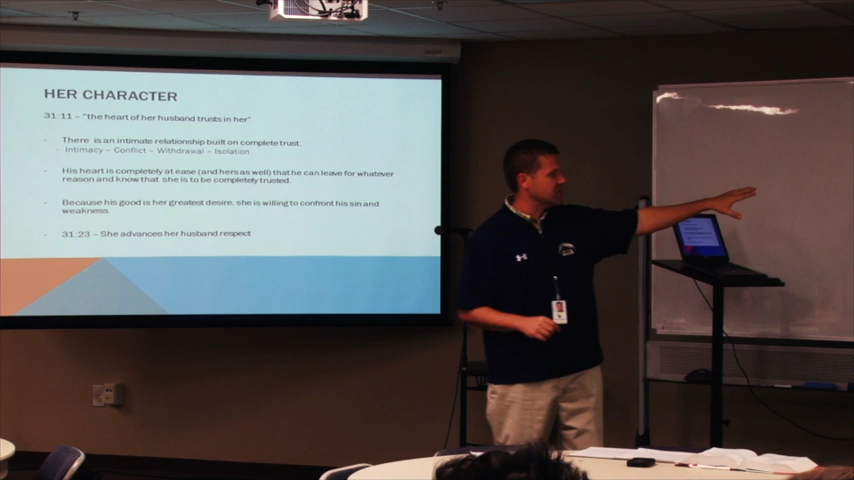 HER CHARACTER
31:11 – "the heart of her husband trusts in her"
- There is an intimate relationship built on complete trust.
- Intimacy – Conflict – Withdrawal – Isolation
- His heart is completely at ease (and hers as well) that he can leave for whatever
reason and know that she is to be completely trusted.
- Because his good is her greatest desire, she is willing to confront his sin and
weakness.
- 31:23 – She advances her husband respect